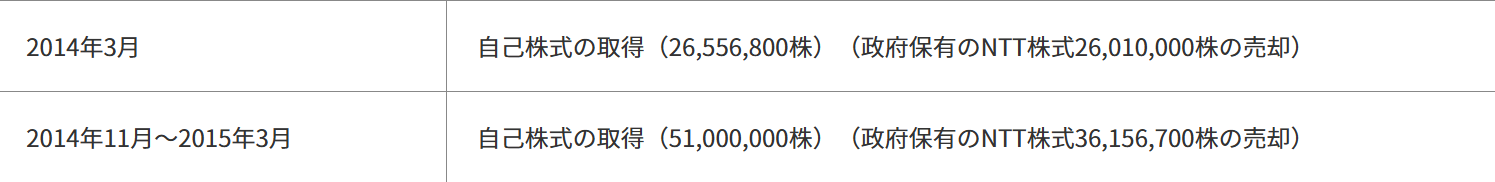 2014年3月
自己株式の取得（26,556,800株）（政府保有のNTT株式26,010,000株の売却）
2014年11月～2015年3月
自己株式の取得（51,000,000株）（政府保有のNTT株式36,156,700株の売却）